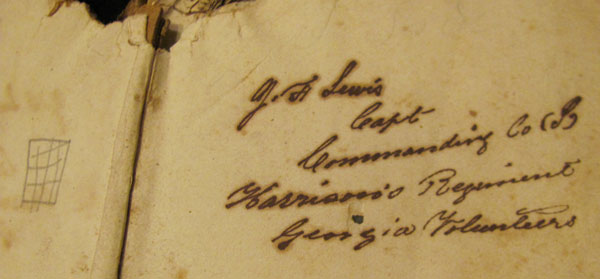 G. F. Lewis
Capt
Commanding Co (B)
Harrison's Regiment
Georgia Volunteers